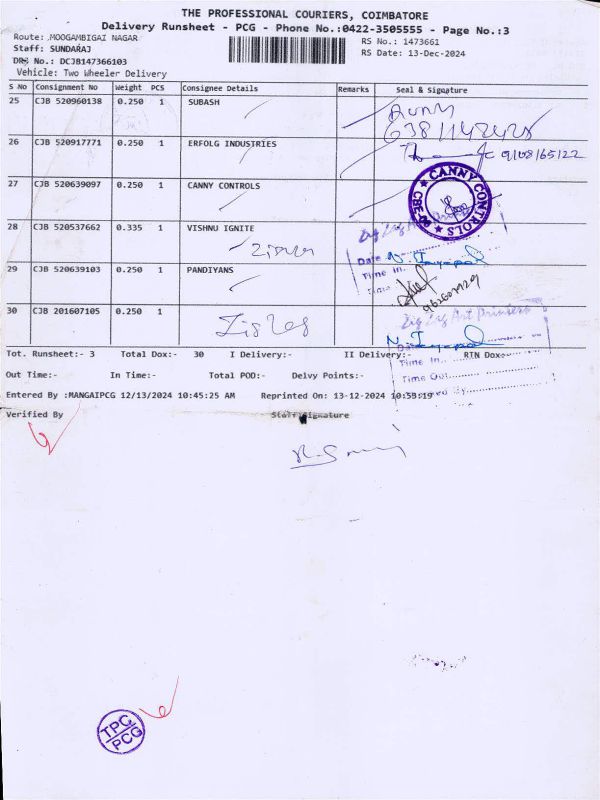 THE PROFESSIONAL COURIERS, COIMBATORE
Delivery Runsheet - PCG - Phone No.:0422-3505555 - Page No.:3
Route: .MOOGAMBIGAI NAGAR
RS No.: 1473661
Staff: SUNDARAJ
RS Date: 13-Dec-2024
DRS No.: DCJB147366103
Vehicle: Two Wheeler Delivery
S No Consignment No Weight PCS Consignee Details Remarks Seal & Signature
25 CJB 520960138 0.250 1 SUBASH
26 CJB 520917771 0.250 1 ERFOLG INDUSTRIES
27 CJB 520639097 0.250 1 CANNY CONTROLS
CANNY CONTROLS
28 CJB 520537662 0.335 1 VISHNU IGNITE
Date
Time In.
29 CJB 520639103 0.250 1 PANDIYANS
30 CJB 201607105 0.250 1
Zig Zag Art Printers
Tot. Runsheet:- 3 Total Dox:- 30 I Delivery:- II Delivery:- RTN Dox:-
Time In
Out Time:- In Time:- Total POD:- Delvy Points:-
Time Out
Entered By :MANGAIPCG 12/13/2024 10:45:25 AM Reprinted On: 13-12-2024 10:59:19
Verified By Staff Signature
TPC
PCG